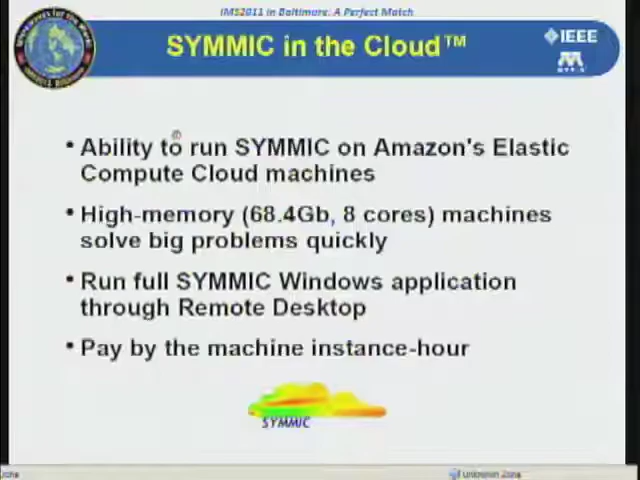 IMS2011 in Baltimore: A Perfect Match
SYMMIC in the Cloud™
IEEE
MTT-S
• Ability to run SYMMIC on Amazon's Elastic
Compute Cloud machines
• High-memory (68.4Gb, 8 cores) machines
solve big problems quickly
• Run full SYMMIC Windows application
through Remote Desktop
• Pay by the machine instance-hour
SYMMIC
Unknown Zone